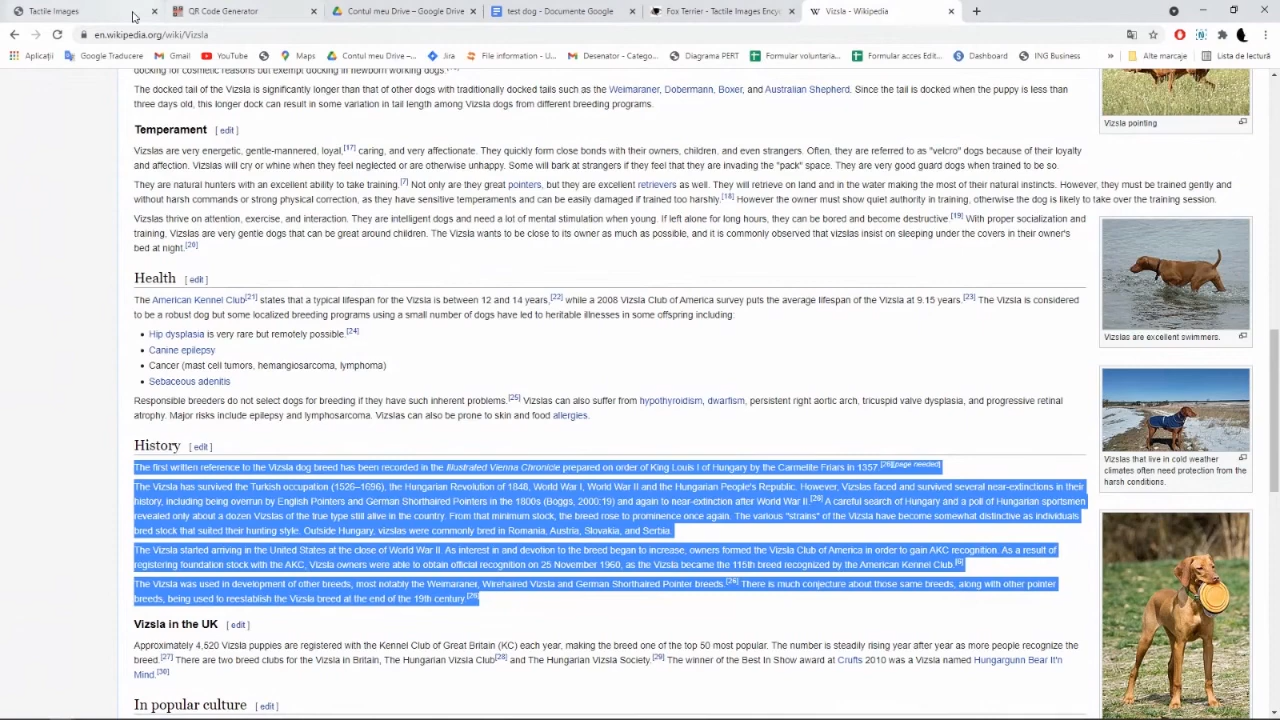 Tactile Images
QR Code Generator
Contul meu Drive – Google Drive
test dog - Documente Google
Fox Terrier - Tactile Images Ency
Vizsla - Wikipedia
en.wikipedia.org/wiki/Vizsla
Aplicații
Google Traducere
Gmail
YouTube
Maps
Contul meu Drive –...
Jira
File information - U...
Desenator - Catego...
Diagrama PERT
Formular voluntaria...
Formular acces Edit...
Dashboard
ING Business
»
Alte marcaje
Lista de lectură
docking for cosmetic reasons but exempt docking in newborn working dogs.
The docked tail of the Vizsla is significantly longer than that of other dogs with traditionally docked tails such as the Weimaraner, Dobermann, Boxer, and Australian Shepherd. Since the tail is docked when the puppy is less than
three days old, this longer dock can result in some variation in tail length among Vizsla dogs from different breeding programs.
Vizsla pointing
Temperament [ edit ]
Vizslas are very energetic, gentle-mannered, loyal,[17] caring, and very affectionate. They quickly form close bonds with their owners, children, and even strangers. Often, they are referred to as "velcro" dogs because of their loyalty
and affection. Vizslas will cry or whine when they feel neglected or are otherwise unhappy. Some will bark at strangers if they feel that they are invading the "pack" space. They are very good guard dogs when trained to be so.
They are natural hunters with an excellent ability to take training.[7] Not only are they great pointers, but they are excellent retrievers as well. They will retrieve on land and in the water making the most of their natural instincts. However, they must be trained gently and
without harsh commands or strong physical correction, as they have sensitive temperaments and can be easily damaged if trained too harshly.[18] However the owner must show quiet authority in training, otherwise the dog is likely to take over the training session.
Vizslas thrive on attention, exercise, and interaction. They are intelligent dogs and need a lot of mental stimulation when young. If left alone for long hours, they can be bored and become destructive.[19] With proper socialization and
training, Vizslas are very gentle dogs that can be great around children. The Vizsla wants to be close to its owner as much as possible, and it is commonly observed that vizslas insist on sleeping under the covers in their owner's
bed at night.[20]
Vizslas are excellent swimmers.
Health [ edit ]
The American Kennel Club[21] states that a typical lifespan for the Vizsla is between 12 and 14 years,[22] while a 2008 Vizsla Club of America survey puts the average lifespan of the Vizsla at 9.15 years.[23] The Vizsla is considered
to be a robust dog but some localized breeding programs using a small number of dogs have led to heritable illnesses in some offspring including:
• Hip dysplasia is very rare but remotely possible.[24]
• Canine epilepsy
• Cancer (mast cell tumors, hemangiosarcoma, lymphoma)
• Sebaceous adenitis
Responsible breeders do not select dogs for breeding if they have such inherent problems.[25] Vizslas can also suffer from hypothyroidism, dwarfism, persistent right aortic arch, tricuspid valve dysplasia, and progressive retinal
atrophy. Major risks include epilepsy and lymphosarcoma. Vizslas can also be prone to skin and food allergies.
Vizslas that live in cold weather
climates often need protection from the
harsh conditions.
History [ edit ]
The first written reference to the Vizsla dog breed has been recorded in the Illustrated Vienna Chronicle prepared on order of King Louis I of Hungary by the Carmelite Friars in 1357.[26][page needed]
The Vizsla has survived the Turkish occupation (1526–1696), the Hungarian Revolution of 1848, World War I, World War II and the Hungarian People's Republic. However, Vizslas faced and survived several near-extinctions in their
history, including being overrun by English Pointers and German Shorthaired Pointers in the 1800s (Boggs, 2000:19) and again to near-extinction after World War II.[26] A careful search of Hungary and a poll of Hungarian sportsmen
revealed only about a dozen Vizslas of the true type still alive in the country. From that minimum stock, the breed rose to prominence once again. The various "strains" of the Vizsla have become somewhat distinctive as individuals
bred stock that suited their hunting style. Outside Hungary, vizslas were commonly bred in Romania, Austria, Slovakia, and Serbia.
The Vizsla started arriving in the United States at the close of World War II. As interest in and devotion to the breed began to increase, owners formed the Vizsla Club of America in order to gain AKC recognition. As a result of
registering foundation stock with the AKC, Vizsla owners were able to obtain official recognition on 25 November 1960, as the Vizsla became the 115th breed recognized by the American Kennel Club.[6]
The Vizsla was used in development of other breeds, most notably the Weimaraner, Wirehaired Vizsla and German Shorthaired Pointer breeds.[26] There is much conjecture about those same breeds, along with other pointer
breeds, being used to reestablish the Vizsla breed at the end of the 19th century.[26]
Vizsla in the UK [ edit ]
Approximately 4,520 Vizsla puppies are registered with the Kennel Club of Great Britain (KC) each year, making the breed one of the top 50 most popular. The number is steadily rising year after year as more people recognize the
breed.[27] There are two breed clubs for the Vizsla in Britain, The Hungarian Vizsla Club[28] and The Hungarian Vizsla Society.[29] The winner of the Best In Show award at Crufts 2010 was a Vizsla named Hungargunn Bear It'n
Mind.[30]
In popular culture [ edit ]